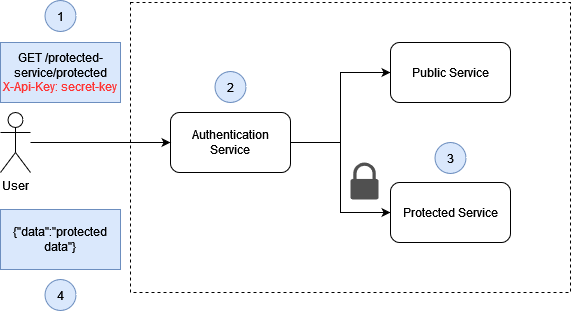 1
GET /protected-
service/protected
X-Api-Key: secret-key
User
2
Authentication
Service
Public Service
3
Protected Service
{"data":"protected
data"}
4